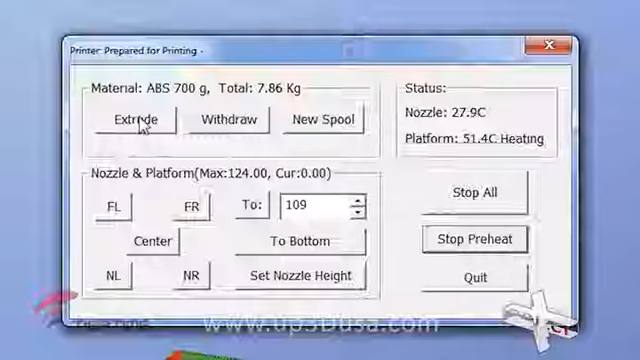 Printer: Prepared for Printing -
Material: ABS 700 g, Total: 7.86 Kg
Extrude
Withdraw
New Spool
Status:
Nozzle: 27.9C
Platform: 51.4C Heating
Nozzle & Platform(Max:124.00, Cur:0.00)
FL
FR
To:
109
Center
To Bottom
NL
NR
Set Nozzle Height
Stop All
Stop Preheat
Quit
www.up3Dusa.com